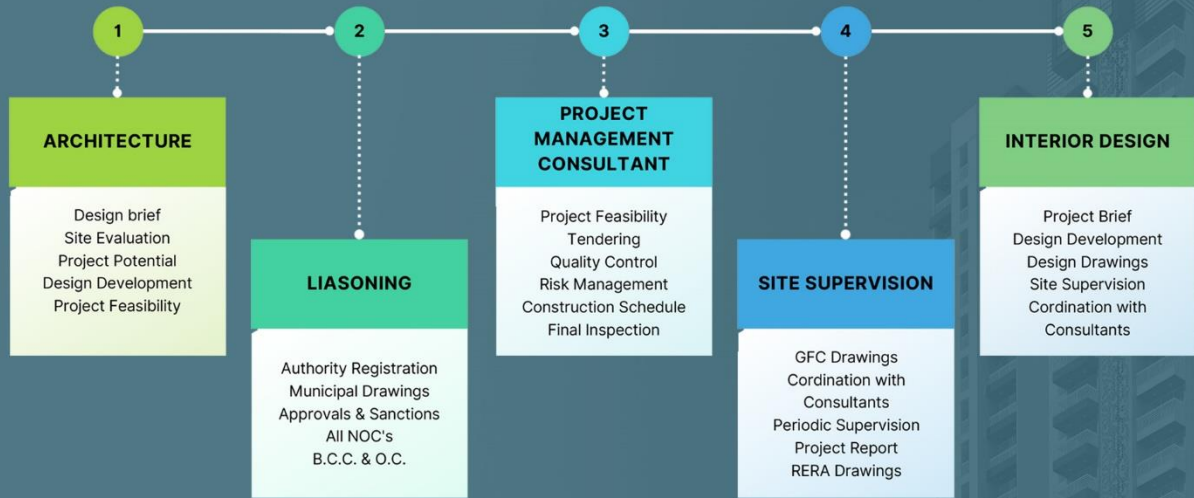 1
2
3
4
5
ARCHITECTURE
Design brief
Site Evaluation
Project Potential
Design Development
Project Feasibility
LIASONING
Authority Registration
Municipal Drawings
Approvals & Sanctions
All NOC's
B.C.C. & O.C.
PROJECT
MANAGEMENT
CONSULTANT
Project Feasibility
Tendering
Quality Control
Risk Management
Construction Schedule
Final Inspection
SITE SUPERVISION
GFC Drawings
Cordination with
Consultants
Periodic Supervision
Project Report
RERA Drawings
INTERIOR DESIGN
Project Brief
Design Development
Design Drawings
Site Supervision
Cordination with
Consultants